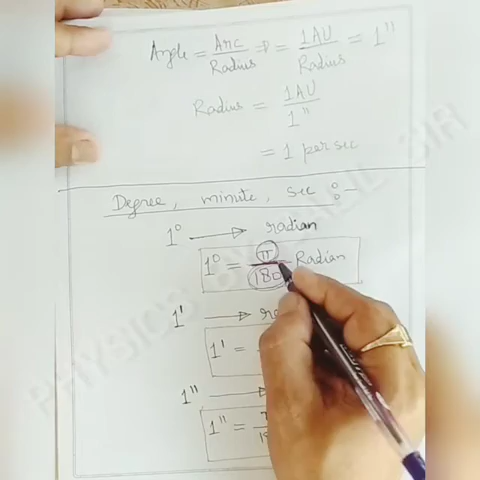 Angle = Arc/Radius ⇒ = 1AU/Radius = 1"
Radius = 1AU/1"
= 1 per sec
Degree, minute, sec :-
1° → radian
1° = π/180 Radian
1' →
1' =
1" →
1" =